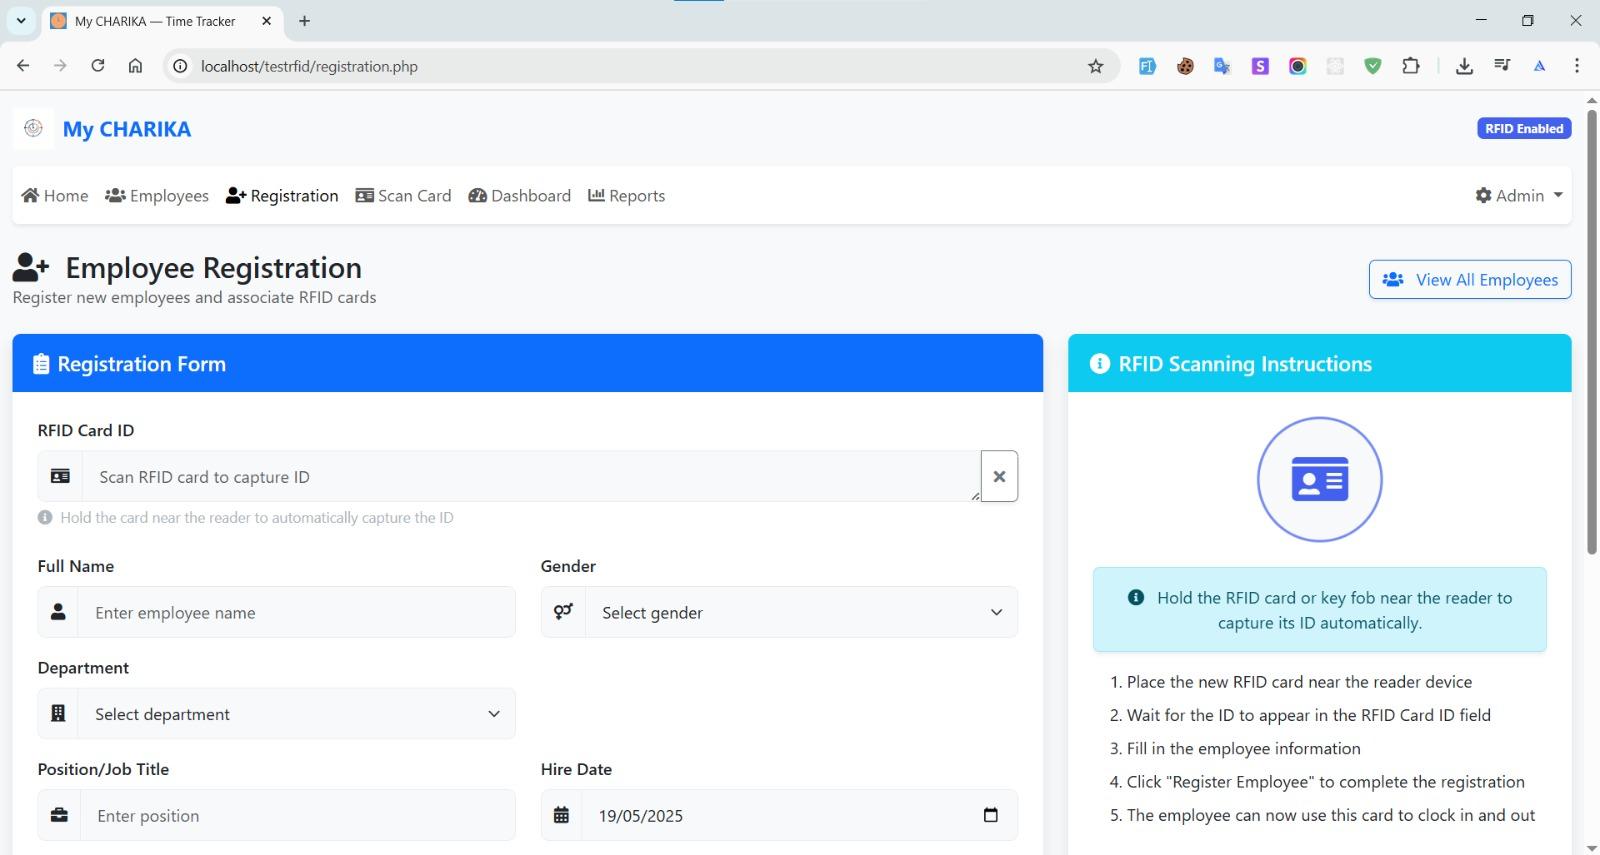 My CHARIKA — Time Tracker
localhost/testrfid/registration.php
My CHARIKA
RFID Enabled
Home Employees Registration Scan Card Dashboard Reports Admin
Employee Registration
Register new employees and associate RFID cards
View All Employees
Registration Form
RFID Card ID
Scan RFID card to capture ID
Hold the card near the reader to automatically capture the ID
Full Name Gender
Enter employee name Select gender
Department
Select department
Position/Job Title Hire Date
Enter position 19/05/2025
RFID Scanning Instructions
Hold the RFID card or key fob near the reader to
capture its ID automatically.
1. Place the new RFID card near the reader device
2. Wait for the ID to appear in the RFID Card ID field
3. Fill in the employee information
4. Click "Register Employee" to complete the registration
5. The employee can now use this card to clock in and out